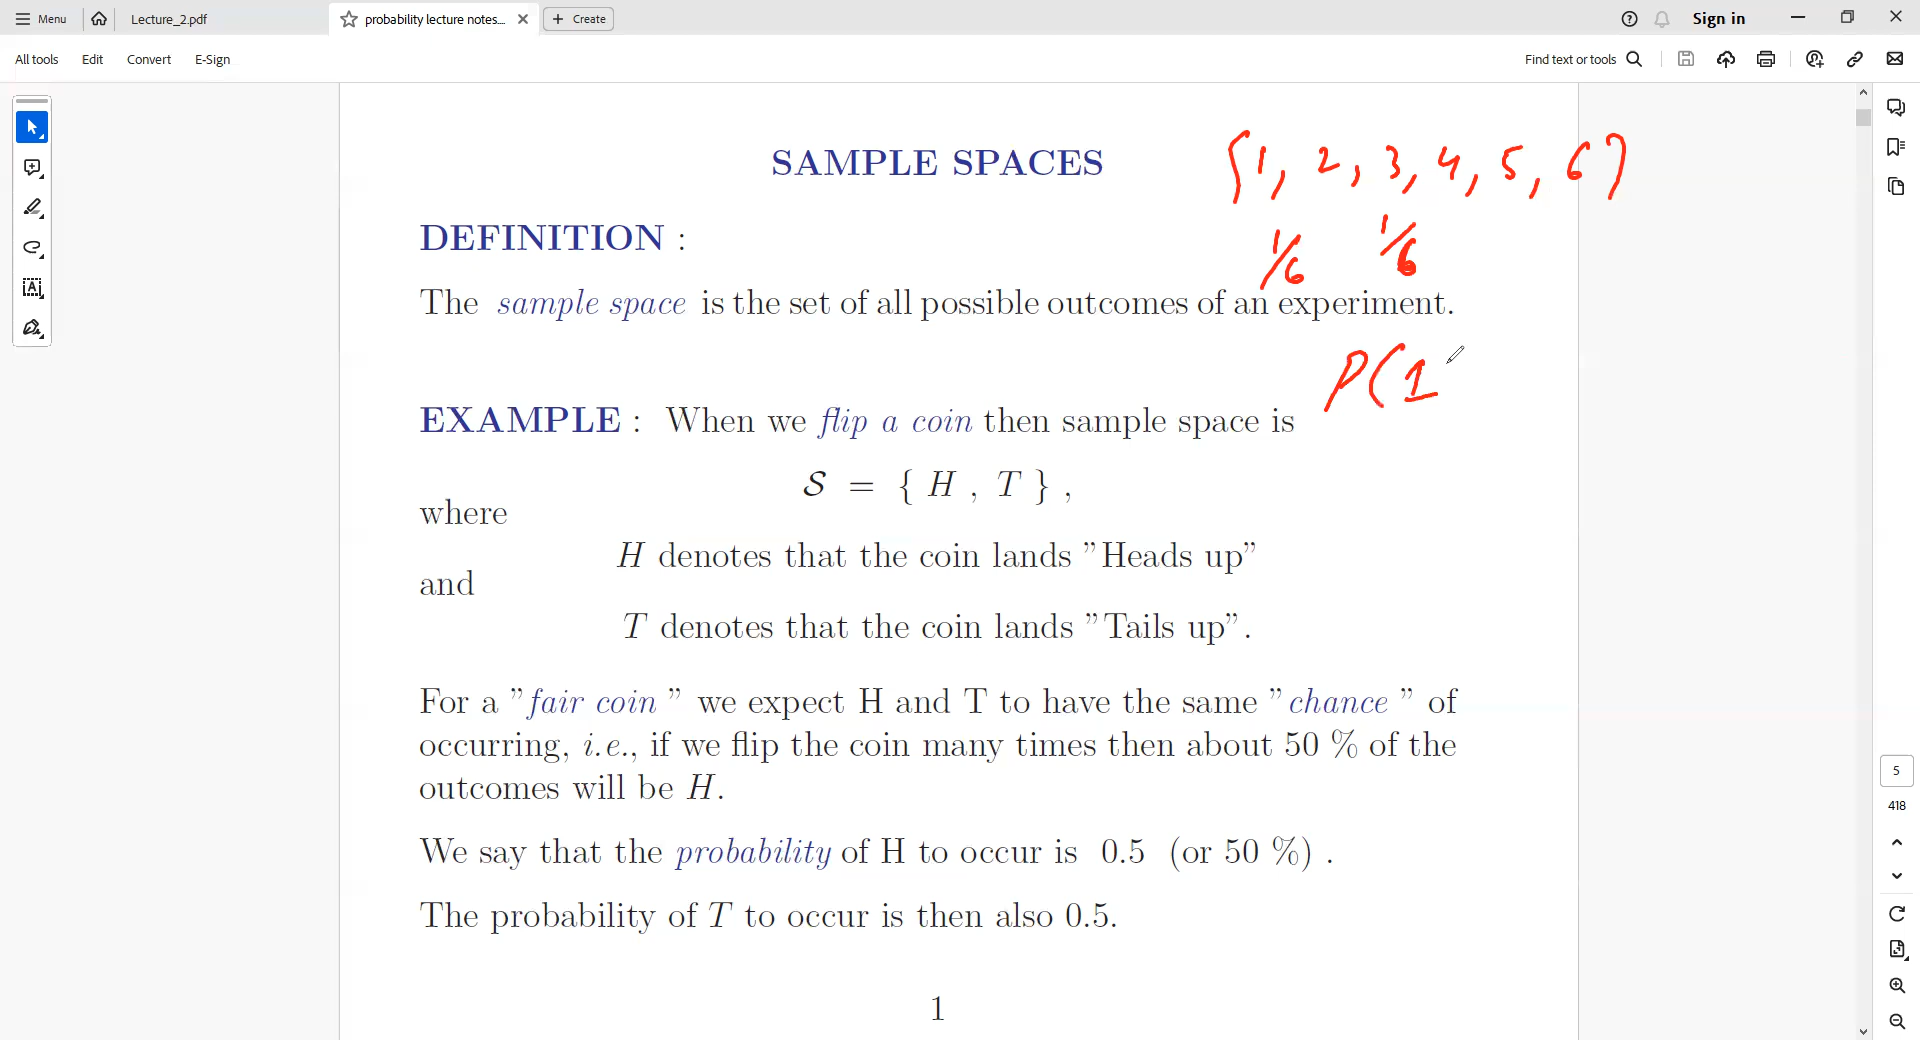 Menu Lecture_2.pdf probability lecture notes... Create Sign in
All tools Edit Convert E-Sign Find text or tools
SAMPLE SPACES {1, 2, 3, 4, 5, 6}
1/6 1/6
DEFINITION :
The sample space is the set of all possible outcomes of an experiment.
P(1
EXAMPLE : When we flip a coin then sample space is
S = { H , T } ,
where
H denotes that the coin lands ”Heads up”
and
T denotes that the coin lands ”Tails up”.
For a ”fair coin ” we expect H and T to have the same ”chance ” of
occurring, i.e., if we flip the coin many times then about 50 % of the
outcomes will be H.
We say that the probability of H to occur is 0.5 (or 50 %) .
The probability of T to occur is then also 0.5.
1
5
418